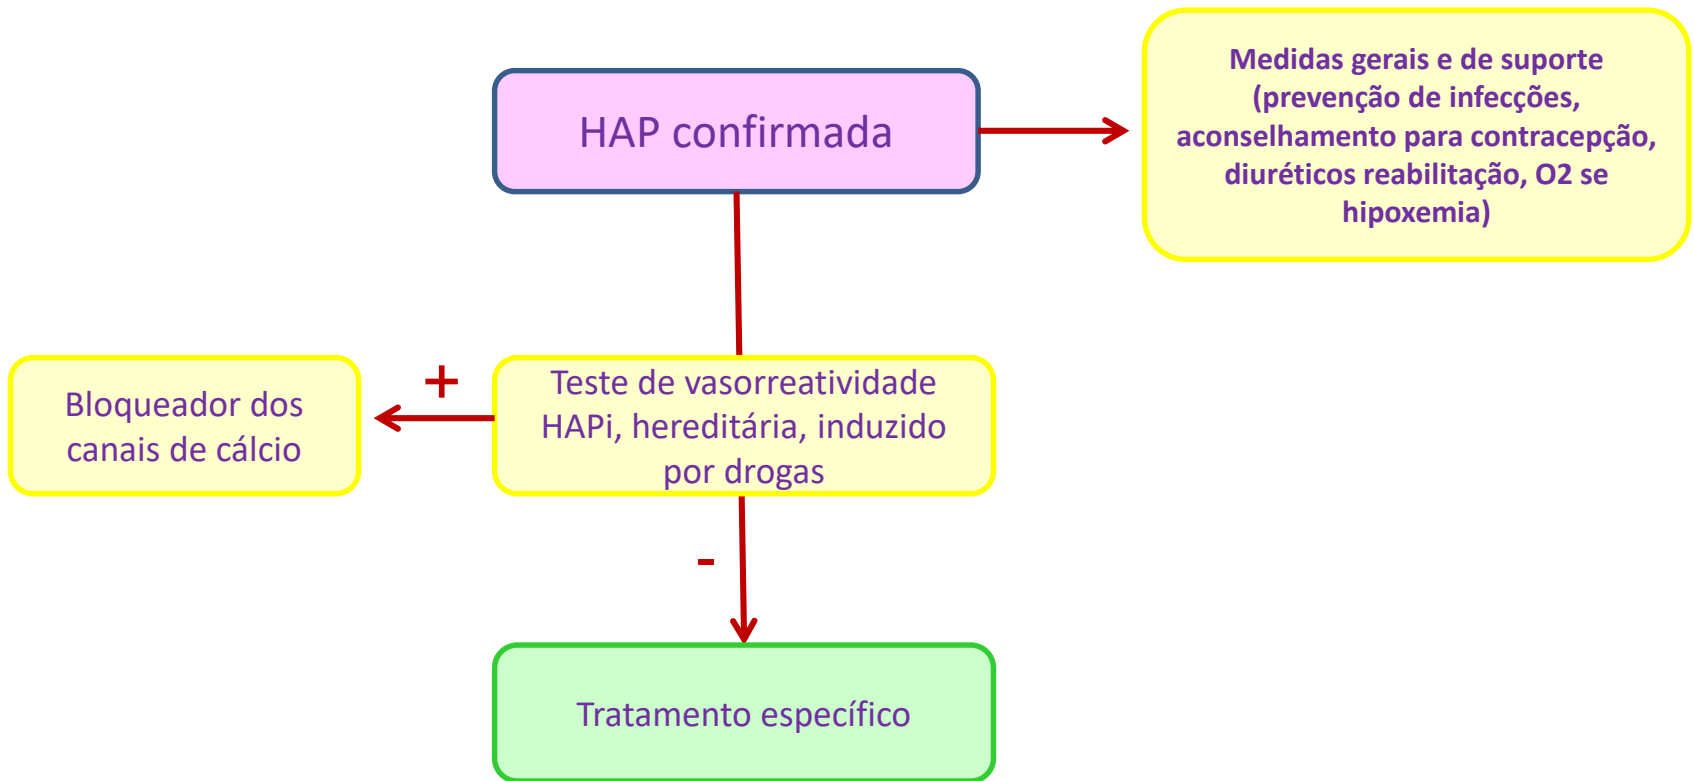 Medidas gerais e de suporte
(prevenção de infecções,
aconselhamento para contracepção,
diuréticos reabilitação, O2 se
hipoxemia)
HAP confirmada
Bloqueador dos
canais de cálcio
+
Teste de vasorreatividade
HAPi, hereditária, induzido
por drogas
-
Tratamento específico